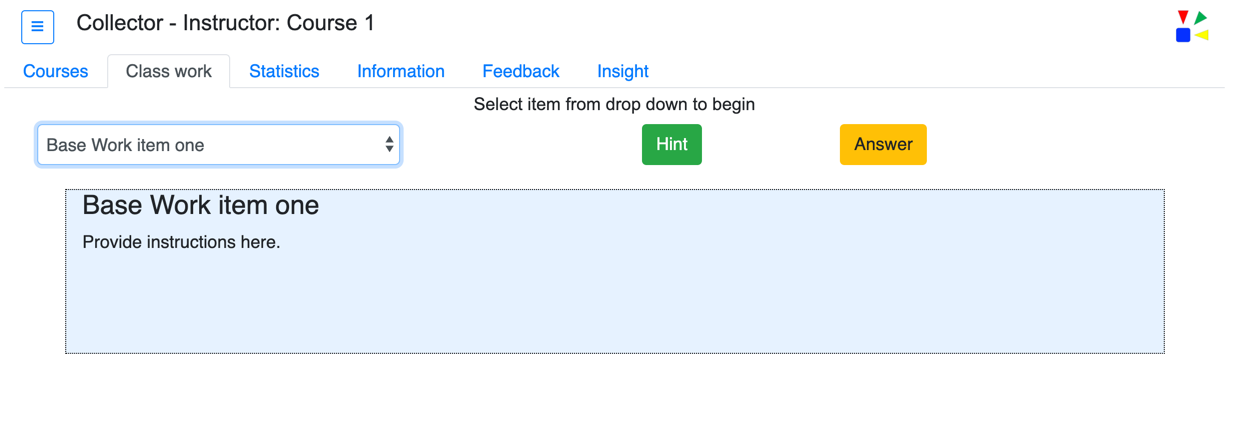 Collector - Instructor: Course 1
Courses Class work Statistics Information Feedback Insight
Select item from drop down to begin
Base Work item one Hint Answer
Base Work item one
Provide instructions here.